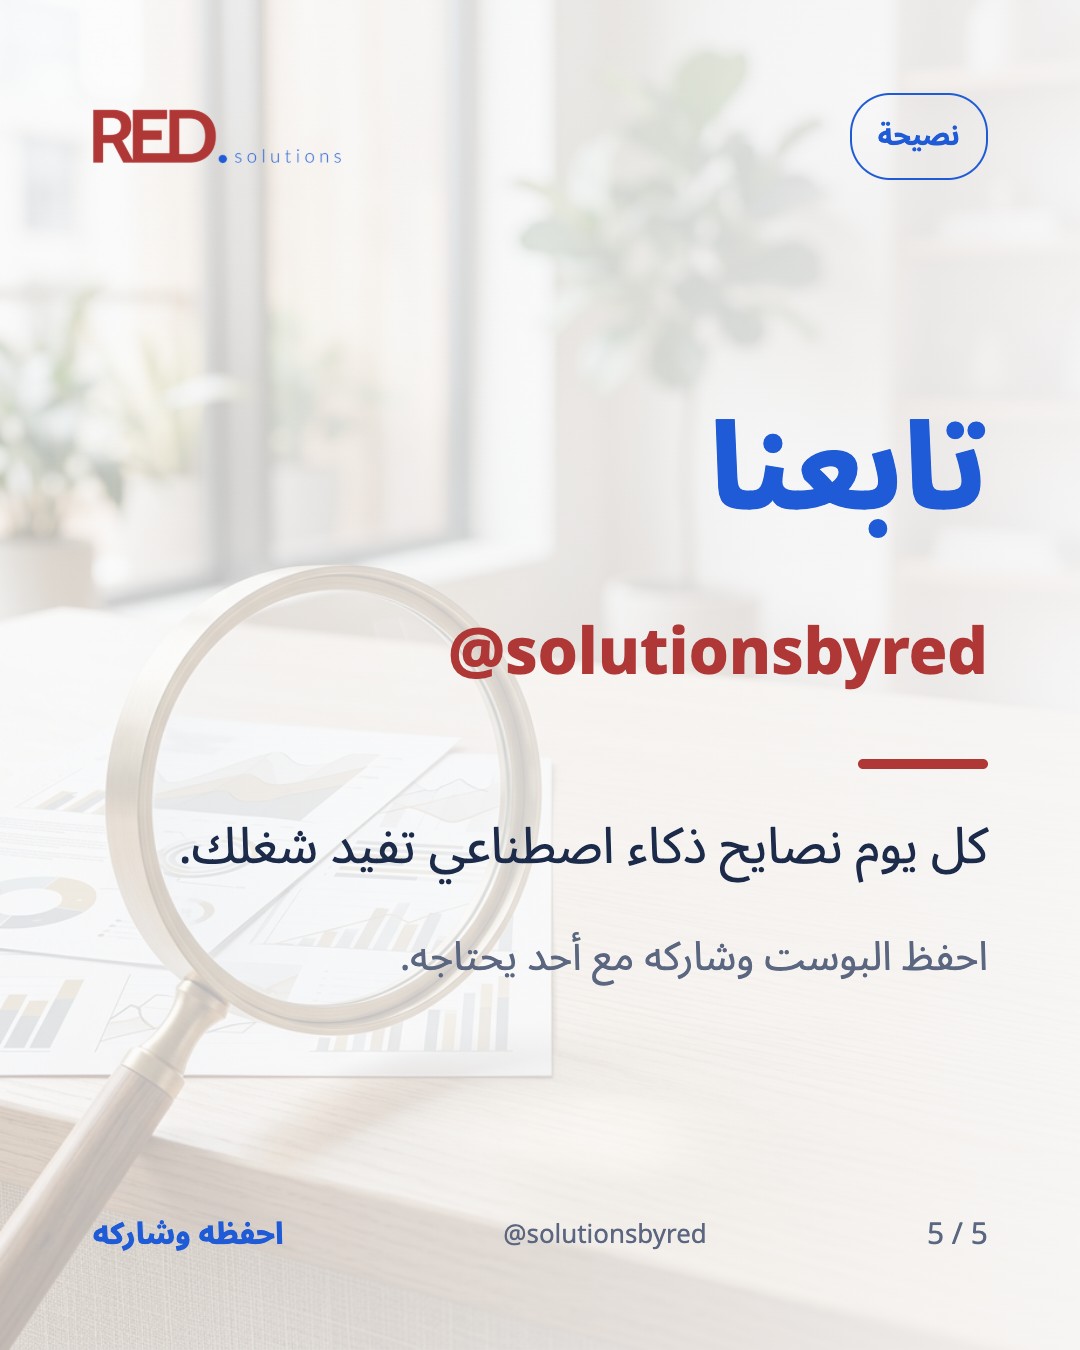 RED.solutions
نصيحة
تابعنا
@solutionsbyred
كل يوم نصايح ذكاء اصطناعي تفيد شغلك.
احفظ البوست وشاركه مع أحد يحتاجه.
5 / 5
@solutionsbyred
احفظه وشاركه